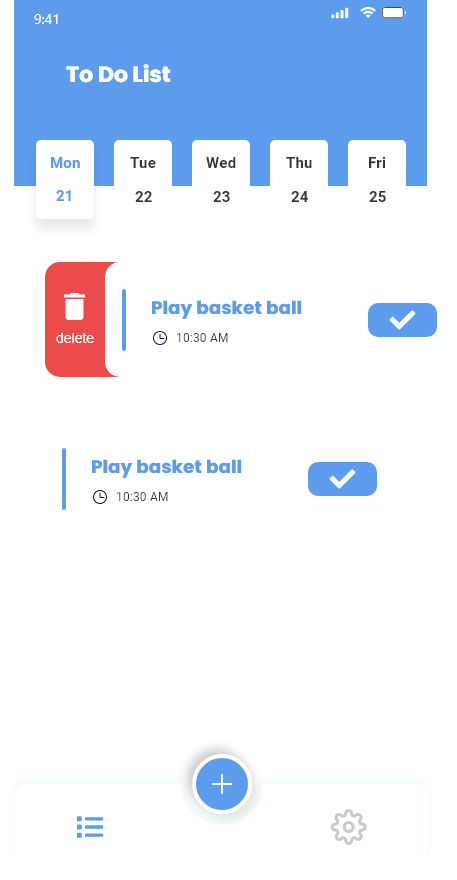 9:41
To Do List
Mon Tue Wed Thu Fri
21 22 23 24 25
Play basket ball
delete
10:30 AM
Play basket ball
10:30 AM